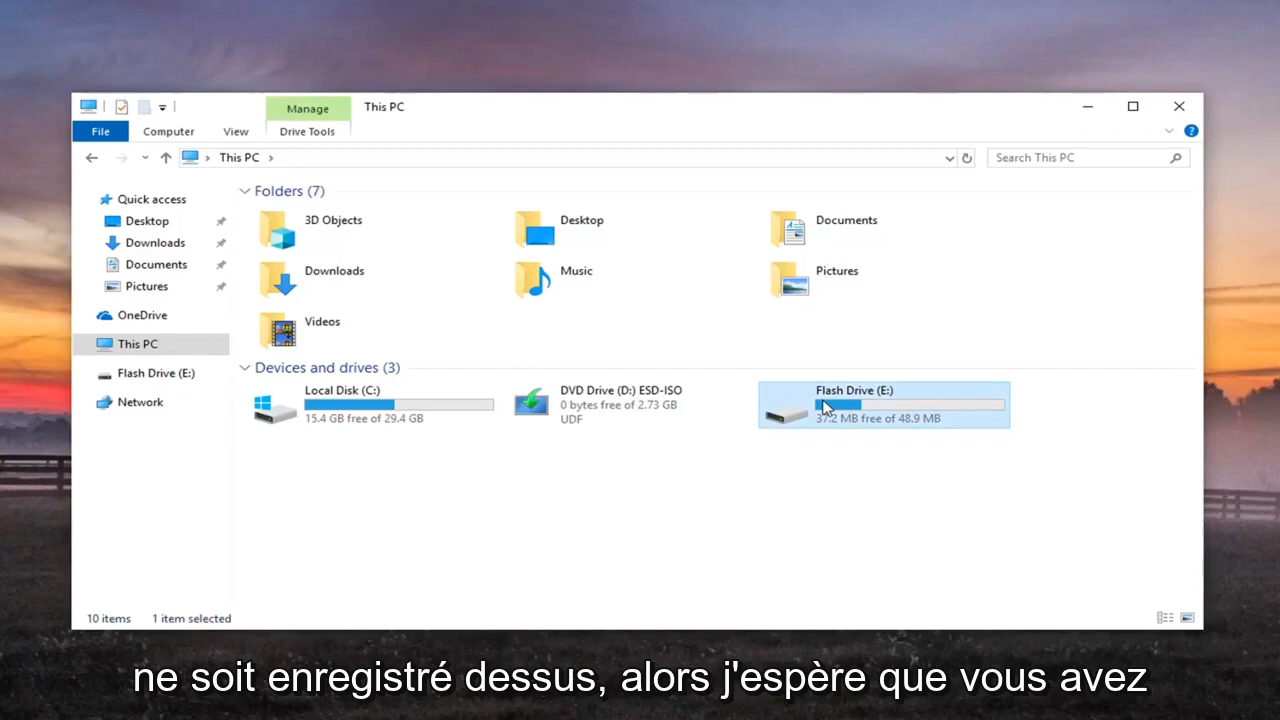 Manage
This PC
File
Computer
View
Drive Tools
This PC
Search This PC
Quick access
Desktop
Downloads
Documents
Pictures
OneDrive
This PC
Flash Drive (E:)
Network
Folders (7)
3D Objects
Desktop
Documents
Downloads
Music
Pictures
Videos
Devices and drives (3)
Local Disk (C:)
15.4 GB free of 29.4 GB
DVD Drive (D:) ESD-ISO
0 bytes free of 2.73 GB
UDF
Flash Drive (E:)
37.2 MB free of 48.9 MB
10 items
1 item selected
ne soit enregistré dessus, alors j'espère que vous avez